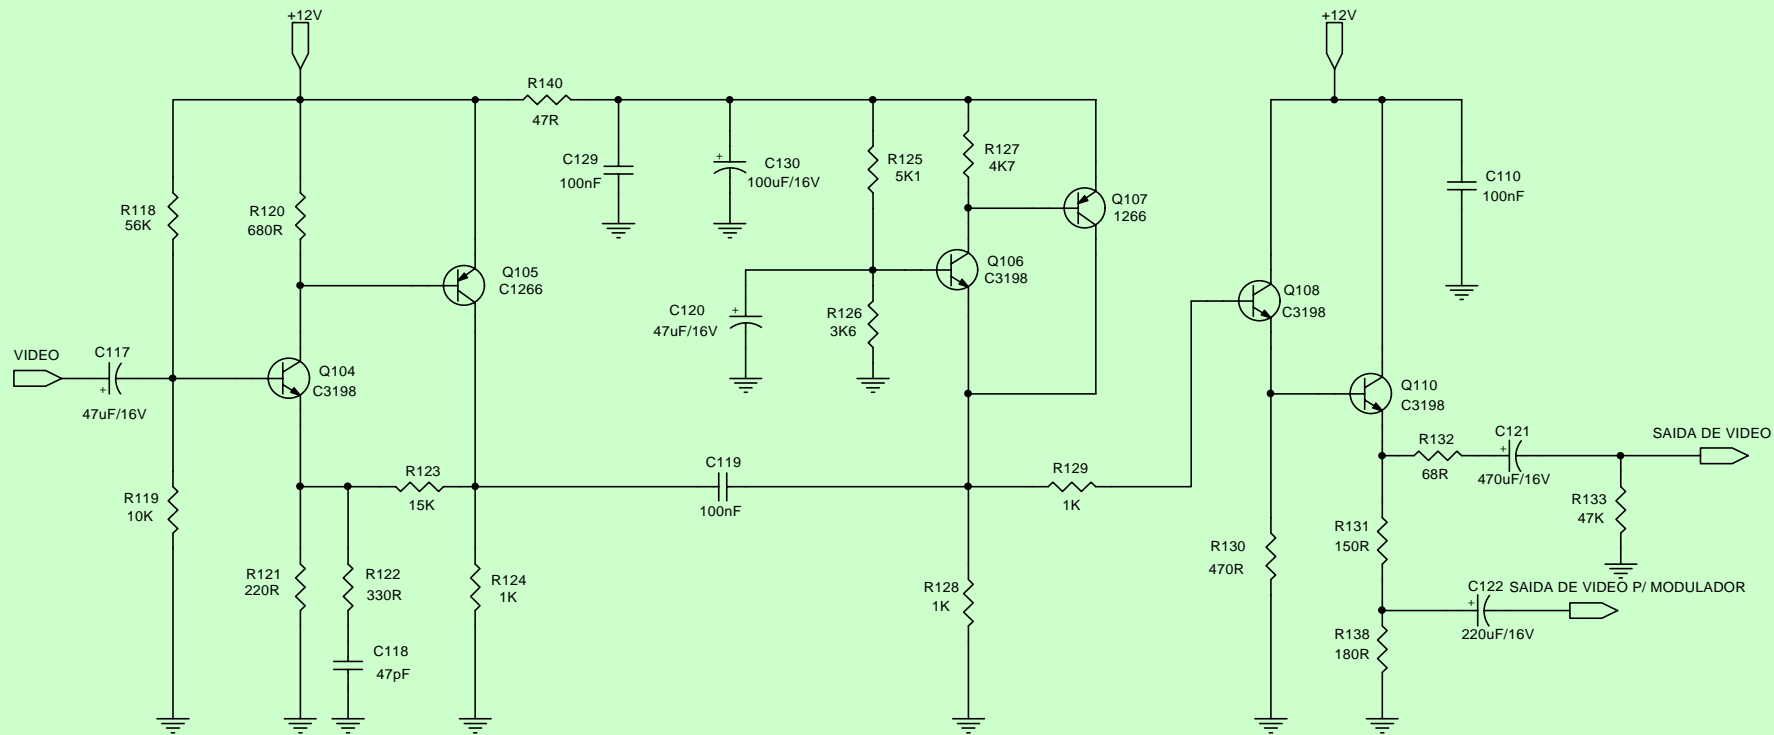 +12V
+12V
R140
47R
C129
100nF
C130
100uF/16V
R125
5K1
R127
4K7
Q107
1266
C110
100nF
R118
56K
R120
680R
Q105
C1266
Q106
C3198
Q108
C3198
C120
47uF/16V
R126
3K6
VIDEO
C117
47uF/16V
Q104
C3198
Q110
C3198
R132
68R
C121
470uF/16V
SAIDA DE VIDEO
R133
47K
R119
10K
R123
15K
C119
100nF
R129
1K
R131
150R
R130
470R
R121
220R
R122
330R
R124
1K
R128
1K
C122
220uF/16V
SAIDA DE VIDEO P/ MODULADOR
R138
180R
C118
47pF